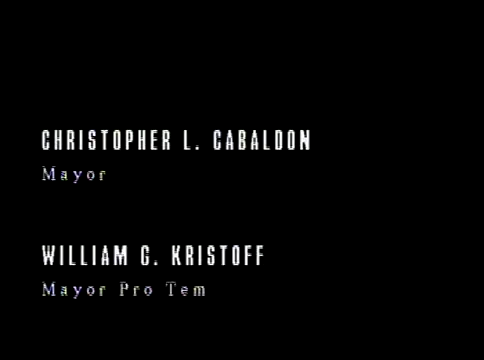 CHRISTOPHER L. CABALDON
Mayor
WILLIAM G. KRISTOFF
Mayor Pro Tem